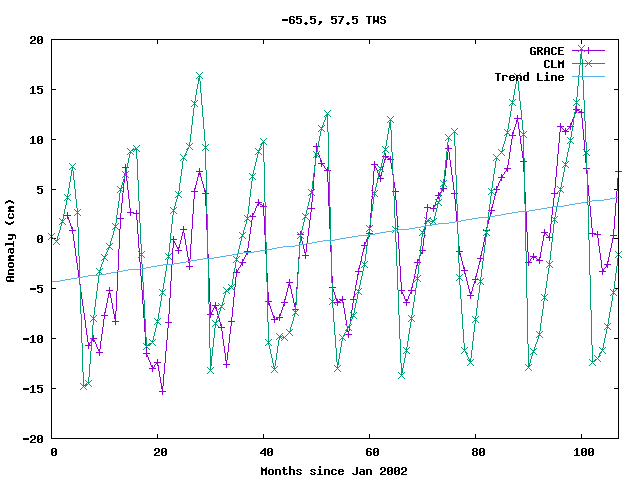 -65.5, 57.5 TWS
GRACE
CLM
Trend Line
20
15
10
5
0
-5
-10
-15
-20
Anomaly (cm)
0 20 40 60 80 100
Months since Jan 2002